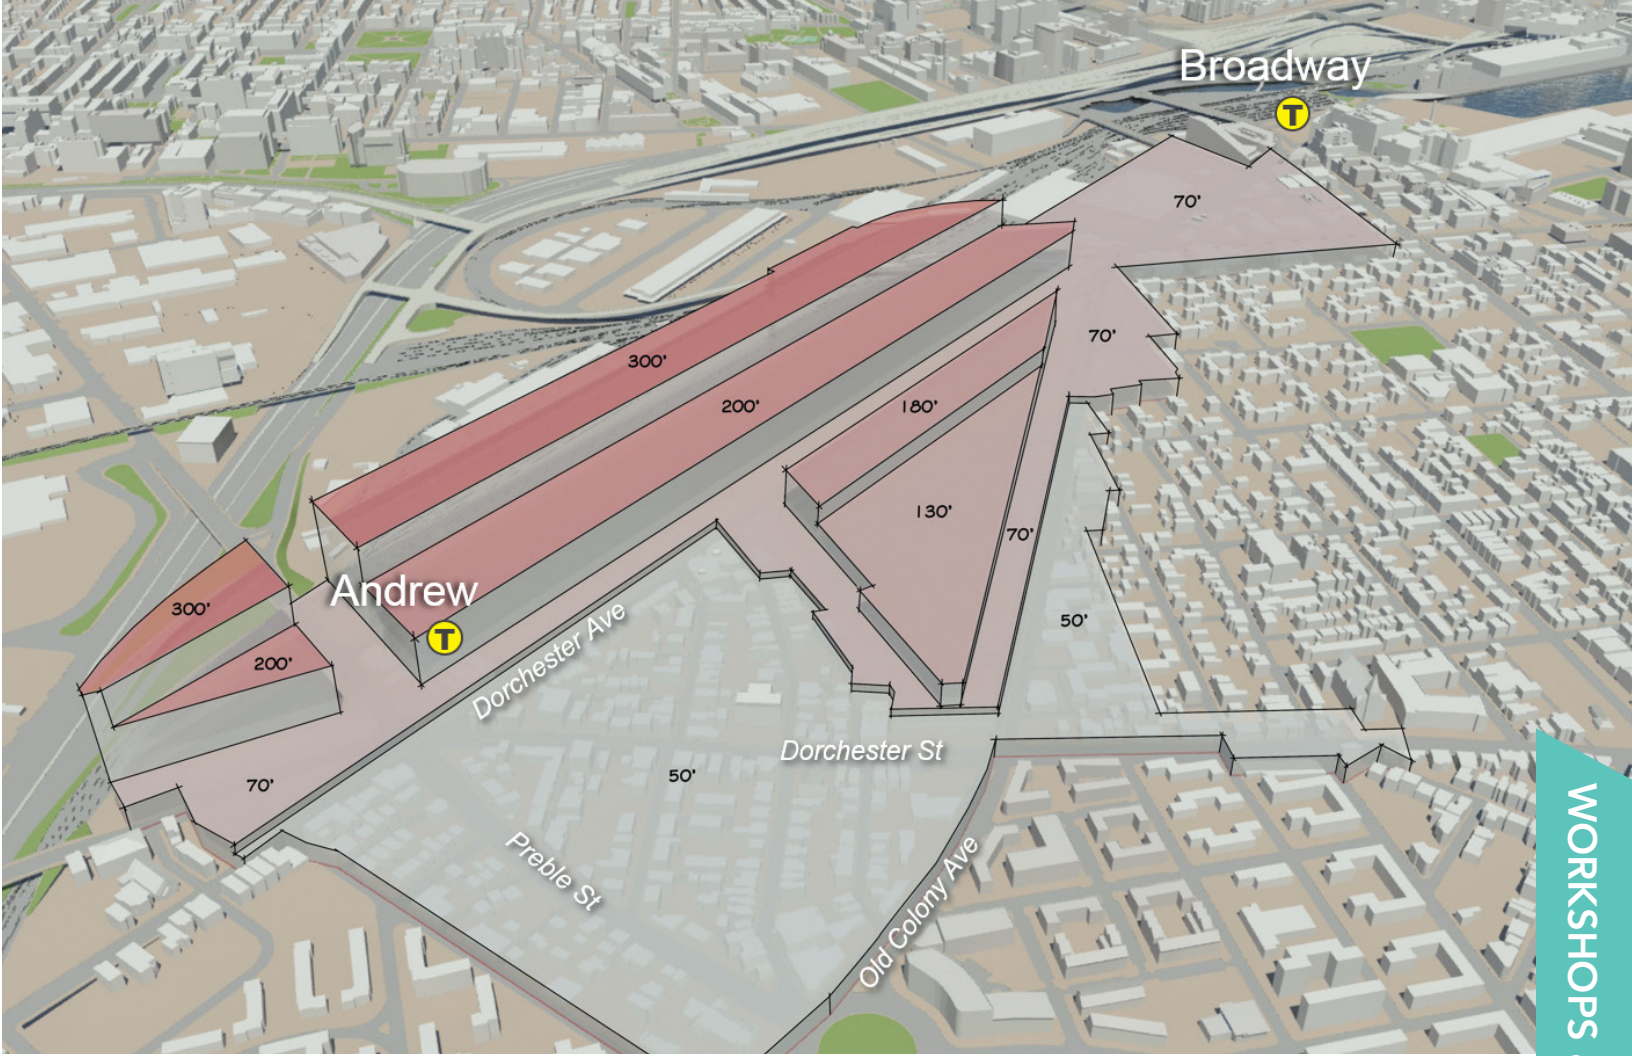 Broadway
T
70'
70'
300'
200'
180'
130'
70'
Andrew
T
300'
200'
50'
Dorchester Ave
Dorchester St
70'
50'
Preble St
Old Colony Ave
WORKSHOPS